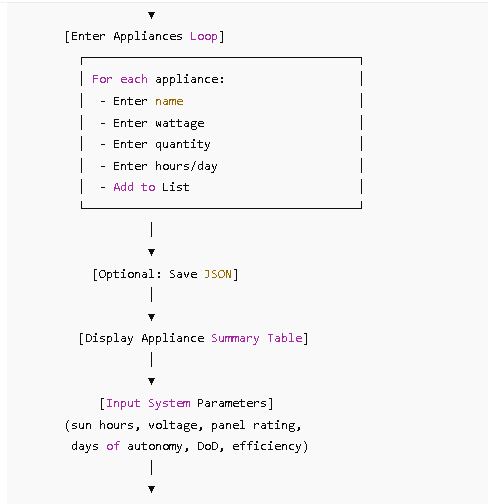 [Enter Appliances Loop]
For each appliance:
- Enter name
- Enter wattage
- Enter quantity
- Enter hours/day
- Add to List
[Optional: Save JSON]
[Display Appliance Summary Table]
[Input System Parameters]
(sun hours, voltage, panel rating,
days of autonomy, DoD, efficiency)